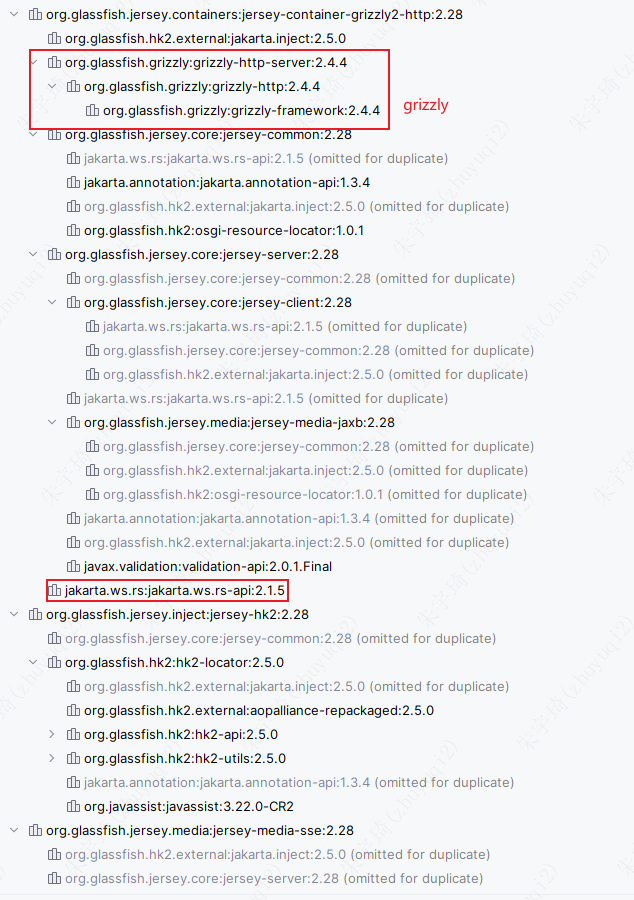 org.glassfish.jersey.containers:jersey-container-grizzly2-http:2.28
org.glassfish.hk2.external:jakarta.inject:2.5.0
org.glassfish.grizzly:grizzly-http-server:2.4.4
org.glassfish.grizzly:grizzly-http:2.4.4
org.glassfish.grizzly:grizzly-framework:2.4.4
grizzly
org.glassfish.jersey.core:jersey-common:2.28
jakarta.ws.rs:jakarta.ws.rs-api:2.1.5 (omitted for duplicate)
jakarta.annotation:jakarta.annotation-api:1.3.4
org.glassfish.hk2.external:jakarta.inject:2.5.0 (omitted for duplicate)
org.glassfish.hk2:osgi-resource-locator:1.0.1
org.glassfish.jersey.core:jersey-server:2.28
org.glassfish.jersey.core:jersey-common:2.28 (omitted for duplicate)
org.glassfish.jersey.core:jersey-client:2.28
jakarta.ws.rs:jakarta.ws.rs-api:2.1.5 (omitted for duplicate)
org.glassfish.jersey.core:jersey-common:2.28 (omitted for duplicate)
org.glassfish.hk2.external:jakarta.inject:2.5.0 (omitted for duplicate)
jakarta.ws.rs:jakarta.ws.rs-api:2.1.5 (omitted for duplicate)
org.glassfish.jersey.media:jersey-media-jaxb:2.28
org.glassfish.jersey.core:jersey-common:2.28 (omitted for duplicate)
org.glassfish.hk2.external:jakarta.inject:2.5.0 (omitted for duplicate)
org.glassfish.hk2:osgi-resource-locator:1.0.1 (omitted for duplicate)
jakarta.annotation:jakarta.annotation-api:1.3.4 (omitted for duplicate)
org.glassfish.hk2.external:jakarta.inject:2.5.0 (omitted for duplicate)
javax.validation:validation-api:2.0.1.Final
jakarta.ws.rs:jakarta.ws.rs-api:2.1.5
org.glassfish.jersey.inject:jersey-hk2:2.28
org.glassfish.jersey.core:jersey-common:2.28 (omitted for duplicate)
org.glassfish.hk2:hk2-locator:2.5.0
org.glassfish.hk2.external:jakarta.inject:2.5.0 (omitted for duplicate)
org.glassfish.hk2.external:aopalliance-repackaged:2.5.0
org.glassfish.hk2:hk2-api:2.5.0
org.glassfish.hk2:hk2-utils:2.5.0
jakarta.annotation:jakarta.annotation-api:1.3.4 (omitted for duplicate)
org.javassist:javassist:3.22.0-CR2
org.glassfish.jersey.media:jersey-media-sse:2.28
org.glassfish.hk2.external:jakarta.inject:2.5.0 (omitted for duplicate)
org.glassfish.jersey.core:jersey-server:2.28 (omitted for duplicate)